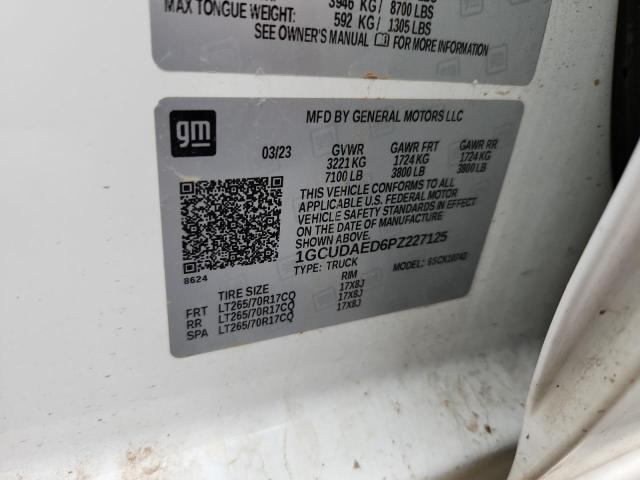 3946 KG/ 8700 LBS
MAX TONGUE WEIGHT: 592 KG/ 1305 LBS
SEE OWNER'S MANUAL FOR MORE INFORMATION
gm
MFD BY GENERAL MOTORS LLC
03/23 GVWR GAWR FRT GAWR RR
3221 KG 1724 KG 1724 KG
7100 LB 3800 LB 3800 LB
THIS VEHICLE CONFORMS TO ALL
APPLICABLE U.S. FEDERAL MOTOR
VEHICLE SAFETY STANDARDS IN
EFFECT ON THE DATE OF MANUFACTURE
SHOWN ABOVE.
1GCUDAED6PZ227125
TYPE: TRUCK MODEL:
8624
TIRE SIZE RIM
FRT LT265/70R17CQ 17X8J
RR LT265/70R17CQ 17X8J
SPA LT265/70R17CQ 17X8J